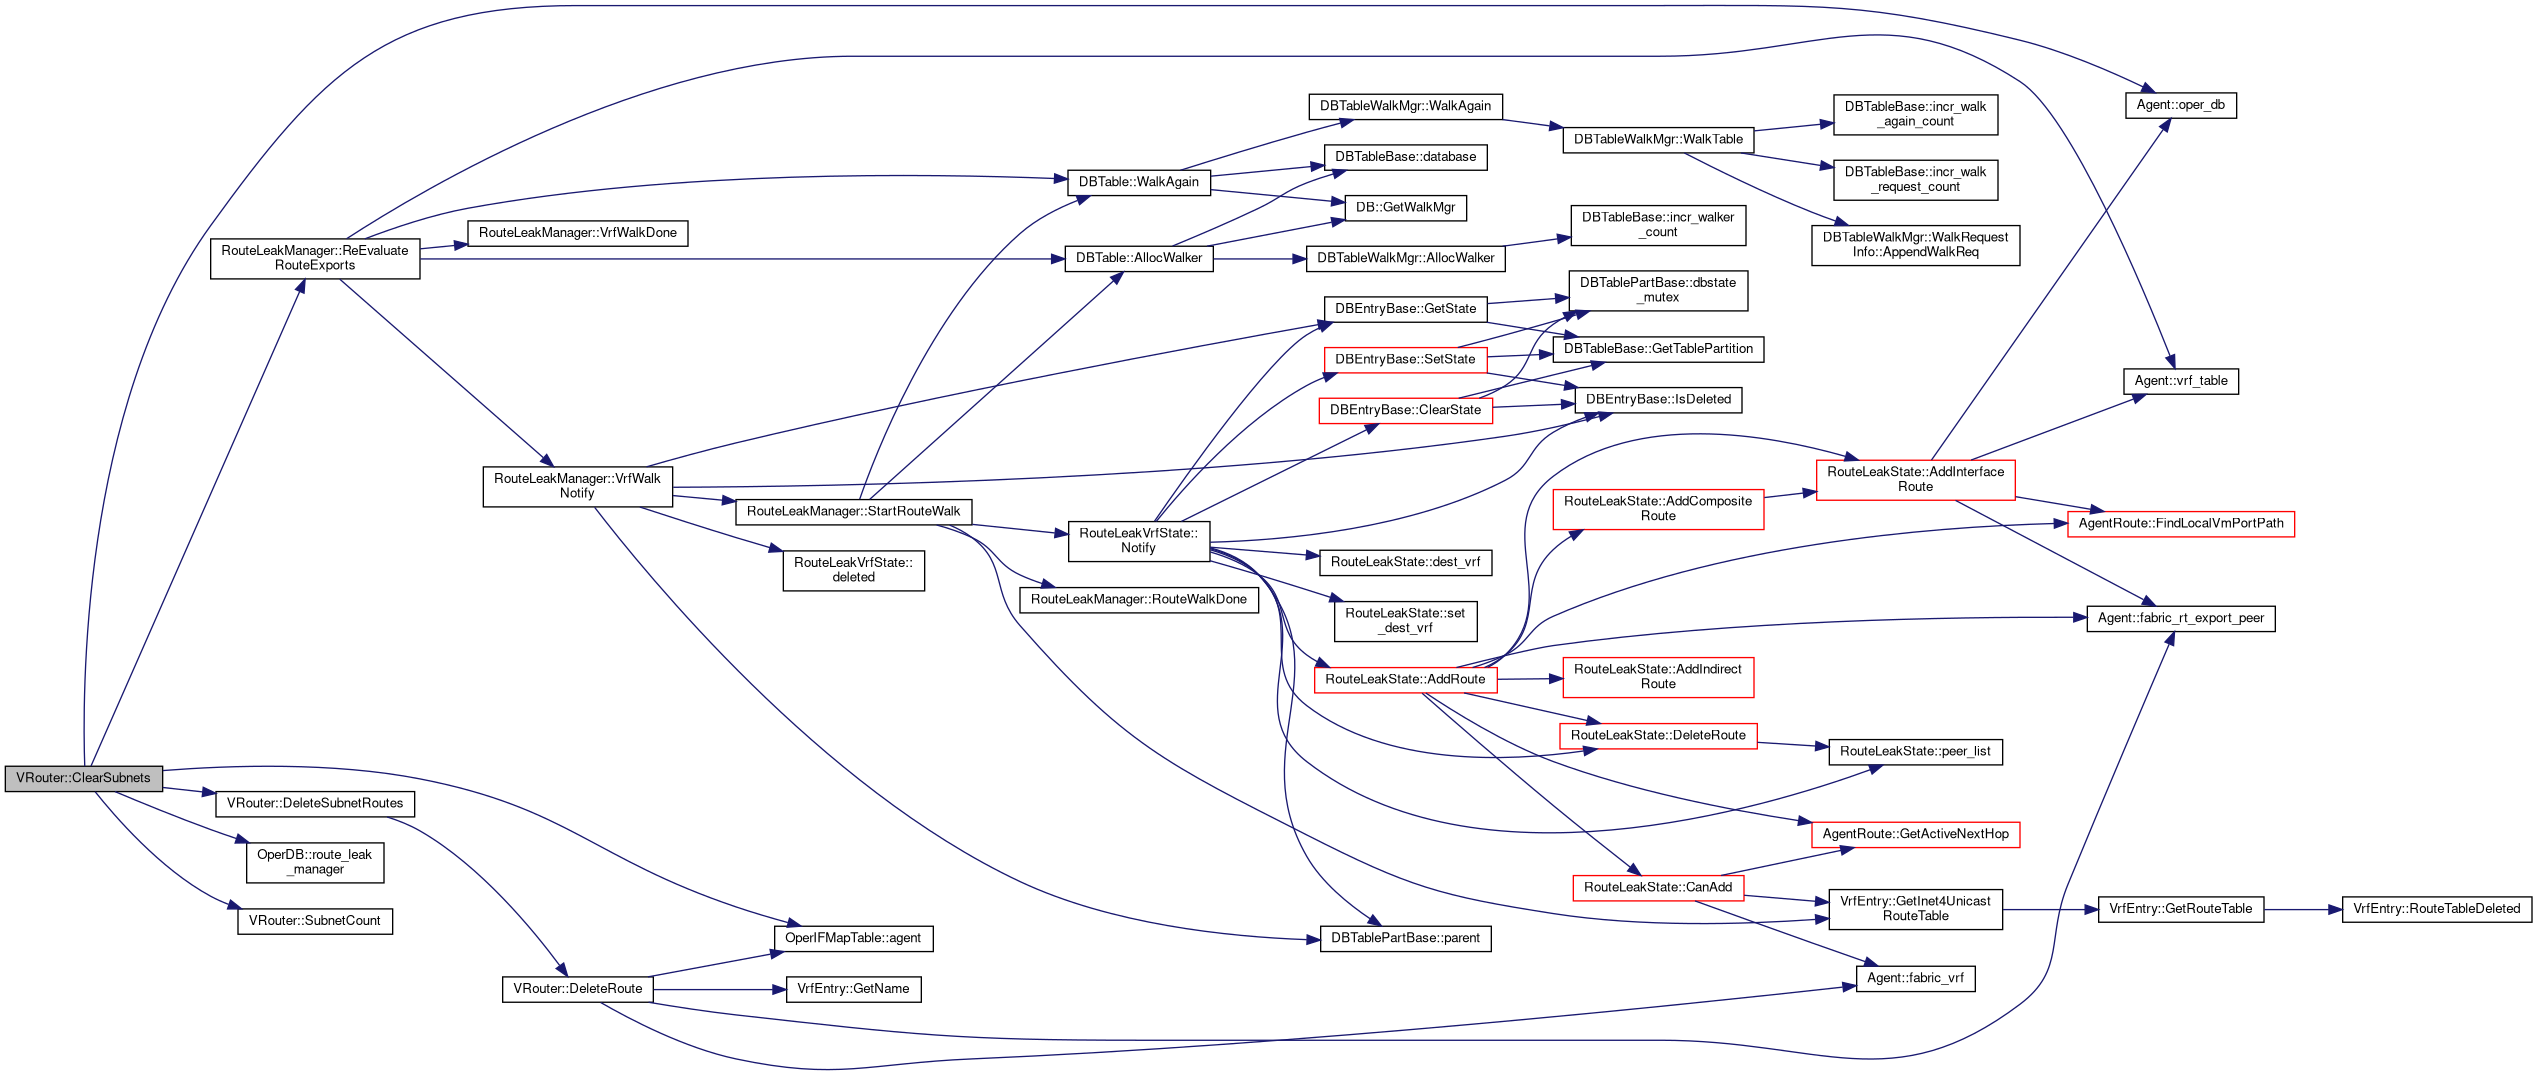 VRouter::ClearSubnets
RouteLeakManager::ReEvaluate
RouteExports
VRouter::DeleteSubnetRoutes
OperDB::route_leak
_manager
VRouter::SubnetCount
RouteLeakManager::VrfWalkDone
RouteLeakManager::VrfWalk
Notify
VRouter::DeleteRoute
RouteLeakManager::StartRouteWalk
RouteLeakVrfState::
deleted
OperIFMapTable::agent
VrfEntry::GetName
DBTable::WalkAgain
DBTable::AllocWalker
RouteLeakVrfState::
Notify
RouteLeakManager::RouteWalkDone
DBTableWalkMgr::WalkAgain
DBTableBase::database
DB::GetWalkMgr
DBTableWalkMgr::AllocWalker
DBEntryBase::GetState
DBEntryBase::SetState
DBEntryBase::ClearState
RouteLeakState::dest_vrf
RouteLeakState::set
_dest_vrf
RouteLeakState::AddRoute
DBTablePartBase::parent
DBTableWalkMgr::WalkTable
DBTableBase::incr_walker
_count
DBTablePartBase::dbstate
_mutex
DBTableBase::GetTablePartition
DBEntryBase::IsDeleted
RouteLeakState::AddComposite
Route
RouteLeakState::AddIndirect
Route
RouteLeakState::DeleteRoute
RouteLeakState::CanAdd
DBTableBase::incr_walk
_again_count
DBTableBase::incr_walk
_request_count
DBTableWalkMgr::WalkRequest
Info::AppendWalkReq
RouteLeakState::AddInterface
Route
RouteLeakState::peer_list
AgentRoute::GetActiveNextHop
VrfEntry::GetInet4Unicast
RouteTable
Agent::fabric_vrf
Agent::oper_db
Agent::vrf_table
AgentRoute::FindLocalVmPortPath
Agent::fabric_rt_export_peer
VrfEntry::GetRouteTable
VrfEntry::RouteTableDeleted